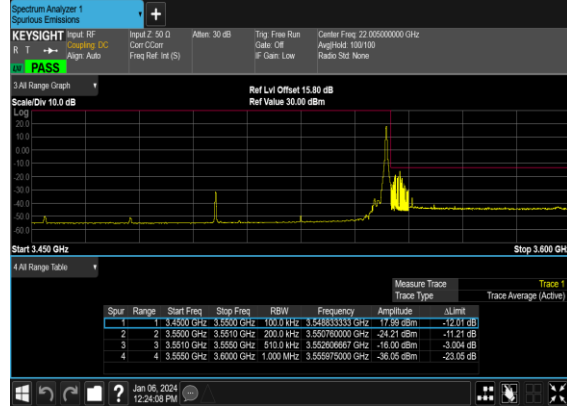 Spectrum Analyzer 1
Spurious Emissions
+
KEYSIGHT Input: RF Input Z: 50 Ω Atten: 30 dB Trig: Free Run Center Freq: 22.005000000 GHz
R T Coupling: DC Corr CCorr Gate: Off Avg|Hold: 100/100
Align: Auto Freq Ref: Int (S) IF Gain: Low Radio Std: None
PASS
3 All Range Graph
Ref Lvl Offset 15.80 dB
Scale/Div 10.0 dB Ref Value 30.00 dBm
Log
20.0
10.0
0.00
-10.0
-20.0
-30.0
-40.0
-50.0
-60.0
Start 3.450 GHz Stop 3.600 GH
4 All Range Table
Measure Trace Trace 1
Trace Type Trace Average (Active)
Spur Range Start Freq Stop Freq RBW Frequency Amplitude ΔLimit
1 1 3.4500 GHz 3.5500 GHz 100.0 kHz 3.548833333 GHz 17.99 dBm -12.01 dB
2 2 3.5500 GHz 3.5510 GHz 200.0 kHz 3.550760000 GHz -24.21 dBm -11.21 dB
3 3 3.5510 GHz 3.5550 GHz 510.0 kHz 3.552606667 GHz -16.00 dBm -3.004 dB
4 4 3.5550 GHz 3.6000 GHz 1.000 MHz 3.555975000 GHz -36.05 dBm -23.05 dB
? Jan 06, 2024
12:24:08 PM